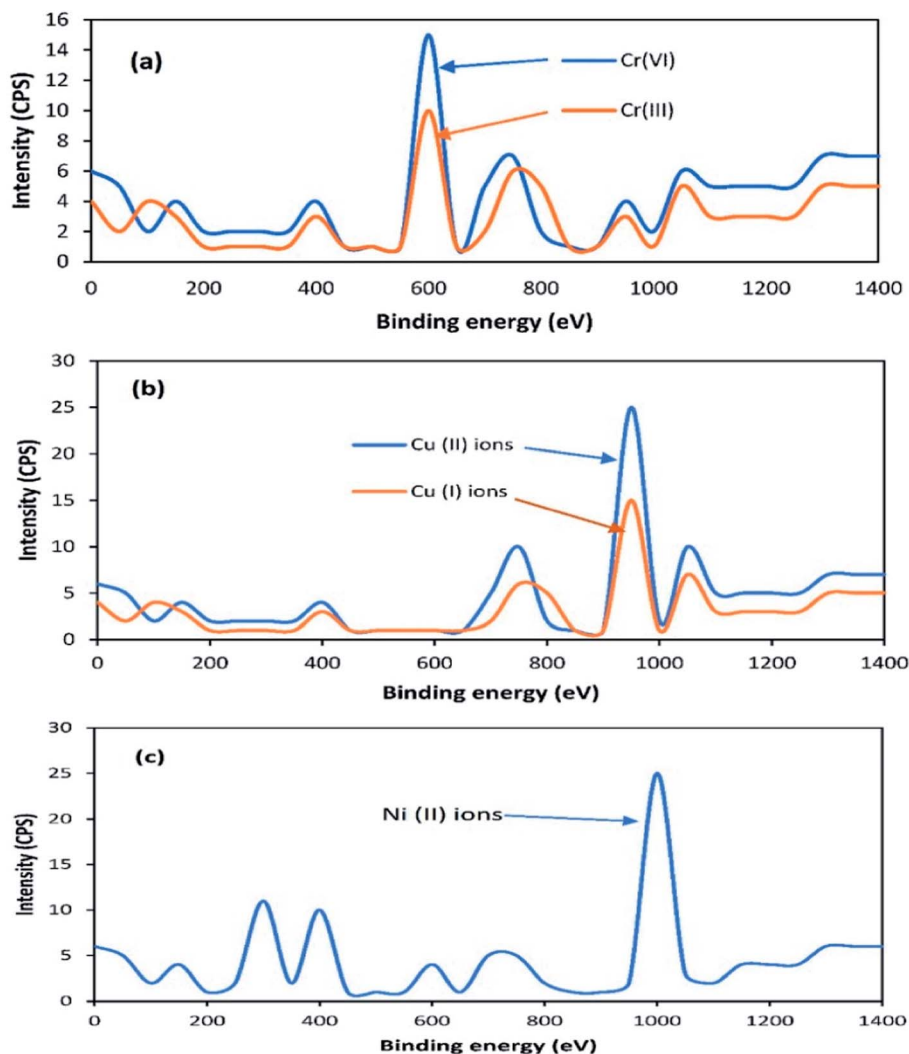 (a)
Intensity (CPS)
16
14
12
10
8
6
4
2
0
Cr(VI)
Cr(III)
0 200 400 600 800 1000 1200 1400
Binding energy (eV)
(b)
Intensity (CPS)
30
25
20
15
10
5
0
Cu (II) ions
Cu (I) ions
0 200 400 600 800 1000 1200 1400
Binding energy (eV)
(c)
Intensity (CPS)
30
25
20
15
10
5
0
Ni (II) ions
0 200 400 600 800 1000 1200 1400
Binding energy (eV)